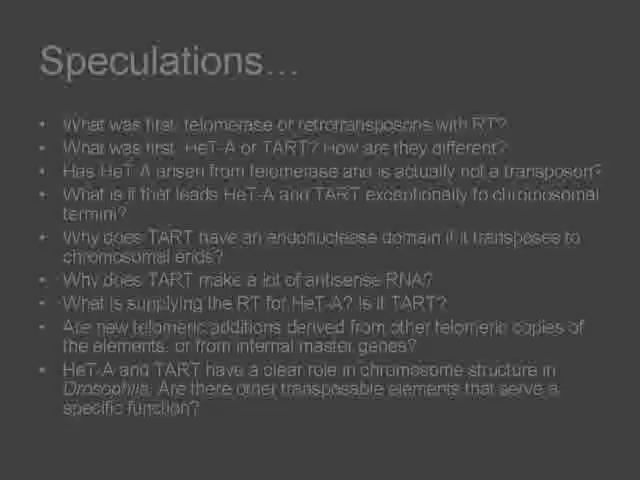 Speculations...
• What was first, telomerase or retrotransposons with RT?
• What was first, HeT-A or TART? How are they different?
• Has HeT-A arisen from telomerase and is actually not a transposon?
• What is it that leads HeT-A and TART exceptionally to chromosomal
termini?
• Why does TART have an endonuclease domain if it transposes to
chromosomal ends?
• Why does TART make a lot of antisense RNA?
• What is supplying the RT for HeT-A? Is it TART?
• Are new telomeric additions derived from other telomeric copies of
the elements, or from internal master genes?
• HeT-A and TART have a clear role in chromosome structure in
Drosophila. Are there other transposable elements that serve a
specific function?